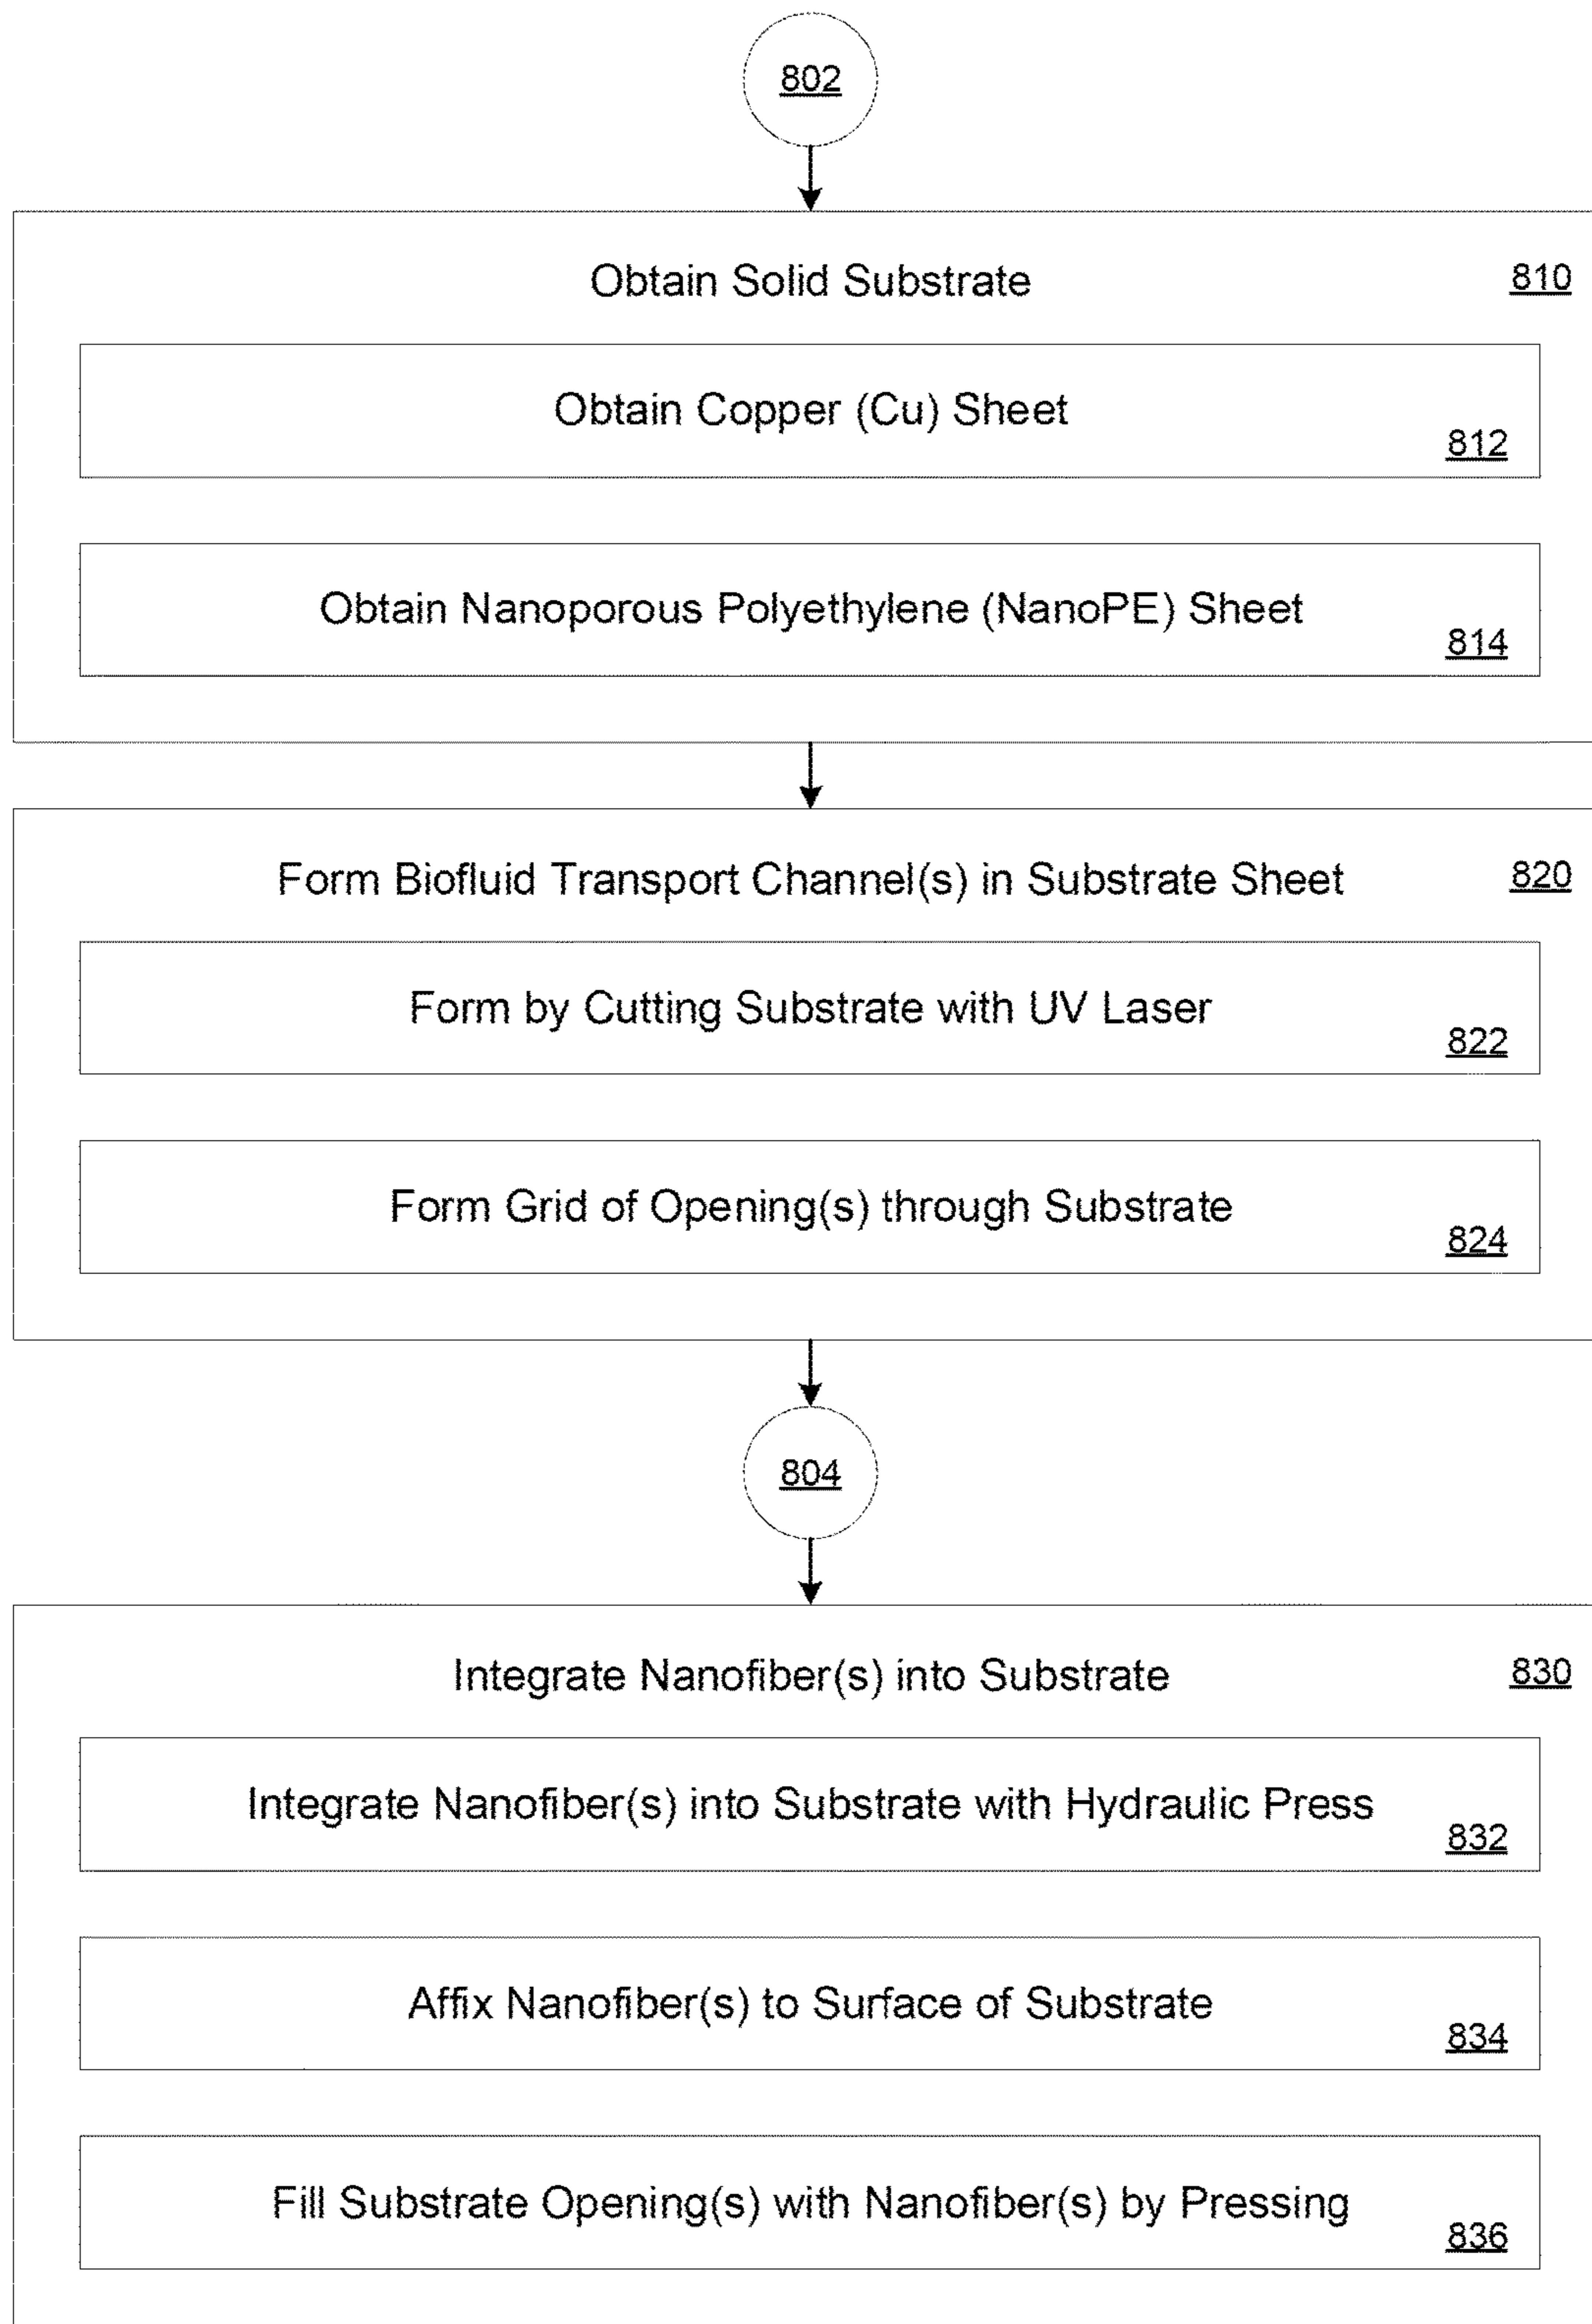 802
Obtain Solid Substrate 810
Obtain Copper (Cu) Sheet
812
Obtain Nanoporous Polyethylene (NanoPE) Sheet
814
Form Biofluid Transport Channel(s) in Substrate Sheet 820
Form by Cutting Substrate with UV Laser
822
Form Grid of Opening(s) through Substrate
824
804
Integrate Nanofiber(s) into Substrate 830
Integrate Nanofiber(s) into Substrate with Hydraulic Press
832
Affix Nanofiber(s) to Surface of Substrate
834
Fill Substrate Opening(s) with Nanofiber(s) by Pressing
836